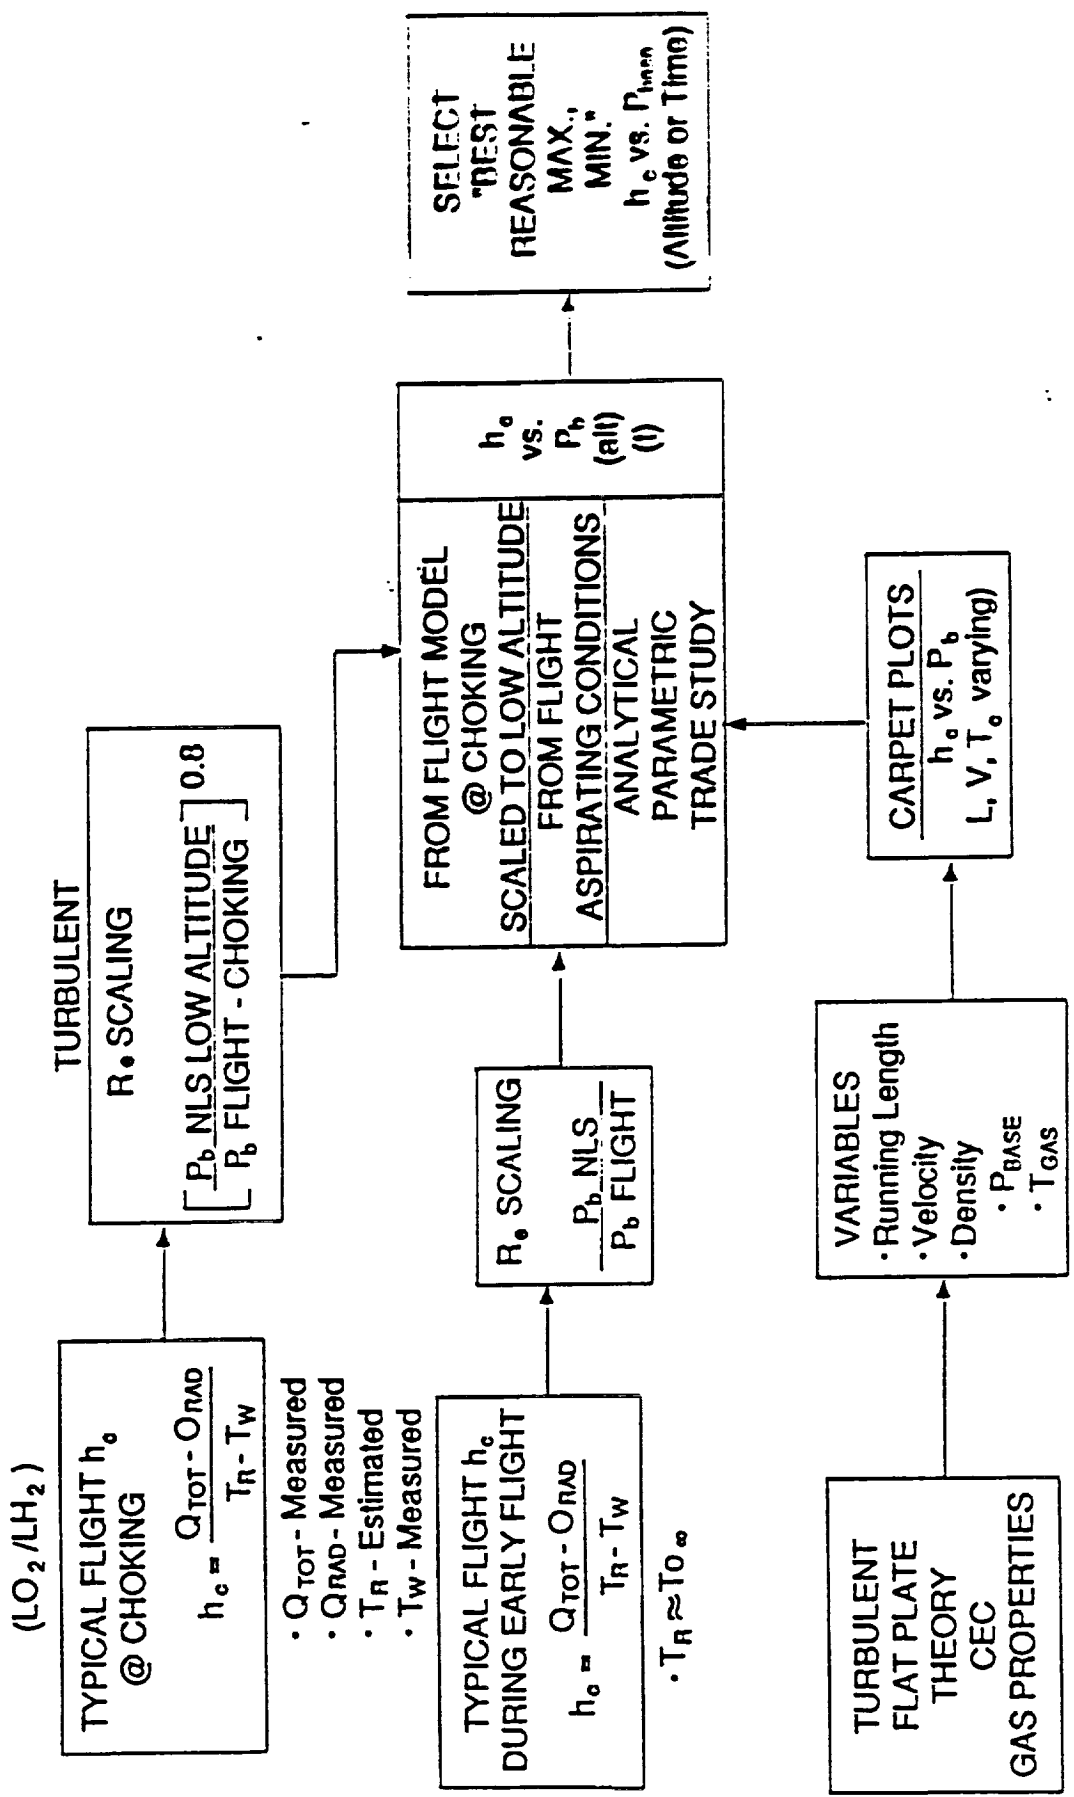 (LO2/LH2)
TYPICAL FLIGHT hc
@ CHOKING
hc = QTOT - QRAD
TR - TW
· QTOT - Measured
· QRAD - Measured
· TR - Estimated
· TW - Measured
TURBULENT
Re SCALING
[Pb NLS LOW ALTITUDE] 0.8
Pb FLIGHT - CHOKING
TYPICAL FLIGHT hc
DURING EARLY FLIGHT
hc = QTOT - QRAD
TR - TW
· TR ≈ TO∞
Re SCALING
Pb NLS
Pb FLIGHT
TURBULENT
FLAT PLATE
THEORY
CEC
GAS PROPERTIES
VARIABLES
· Running Length
· Velocity
· Density
· PBASE
· TGAS
CARPET PLOTS
hc vs. Pb
L, V, To varying)
FROM FLIGHT MODEL
@ CHOKING
SCALED TO LOW ALTITUDE
FROM FLIGHT
ASPIRATING CONDITIONS
ANALYTICAL
PARAMETRIC
TRADE STUDY
hc
vs.
Pb
(alt)
(t)
SELECT
"BEST
REASONABLE
MAX.,
MIN."
hc vs. Pbase
(Altitude or Time)